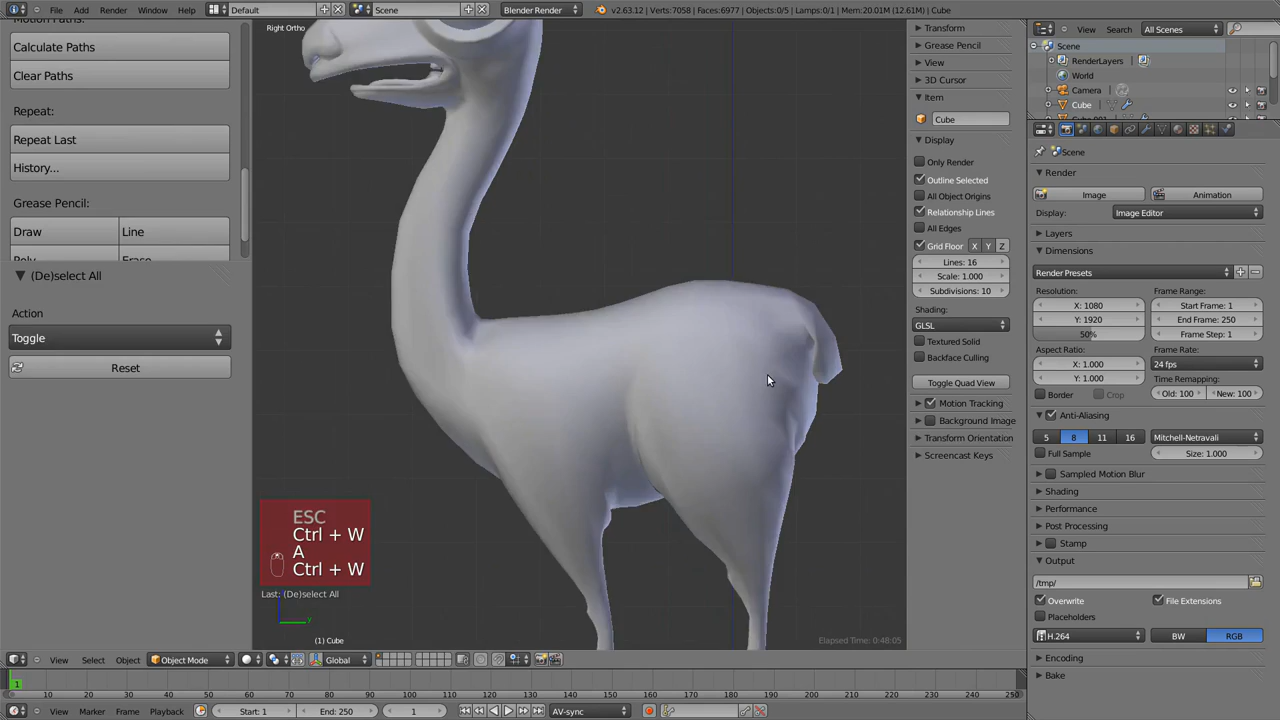 File Add Render Window Help
Default
Scene
Blender Render
v2.63.12 | Verts:7058 | Faces:6977 | Objects:0/5 | Lamps:0/1 | Mem:20.01M (12.61M) | Cube
Calculate Paths
Clear Paths
Repeat:
Repeat Last
History...
Grease Pencil:
Draw Line
Poly Erase
(De)select All
Action
Toggle
Reset
Right Ortho
ESC
Ctrl + W
A
Ctrl + W
Last: (De)select All
y
(1) Cube
Elapsed Time: 0:48:05
View Select Object Object Mode Global
Transform
Grease Pencil
View
3D Cursor
Item
Cube
Display
Only Render
Outline Selected
All Object Origins
Relationship Lines
All Edges
Grid Floor X Y Z
Lines: 16
Scale: 1.000
Subdivisions: 10
Shading:
GLSL
Textured Solid
Backface Culling
Toggle Quad View
Motion Tracking
Background Image
Transform Orientation
Screencast Keys
View Search All Scenes
Scene
RenderLayers
World
Camera
Cube
Scene
Render
Image Animation
Display: Image Editor
Layers
Dimensions
Render Presets
Resolution: Frame Range:
X: 1080 Start Frame: 1
Y: 1920 End Frame: 250
50% Frame Step: 1
Aspect Ratio: Frame Rate:
X: 1.000 24 fps
Y: 1.000 Time Remapping:
Border Crop Old: 100 New: 100
Anti-Aliasing
5 8 11 16 Mitchell-Netravali
Full Sample Size: 1.000
Sampled Motion Blur
Shading
Performance
Post Processing
Stamp
Output
/tmp/
Overwrite File Extensions
Placeholders
H.264 BW RGB
Encoding
Bake
1
0 10 20 30 40 50 60 70 80 90 100 110 120 130 140 150 160 170 180 190 200 210 220 230 240 250
View Marker Frame Playback Start: 1 End: 250 1 AV-sync